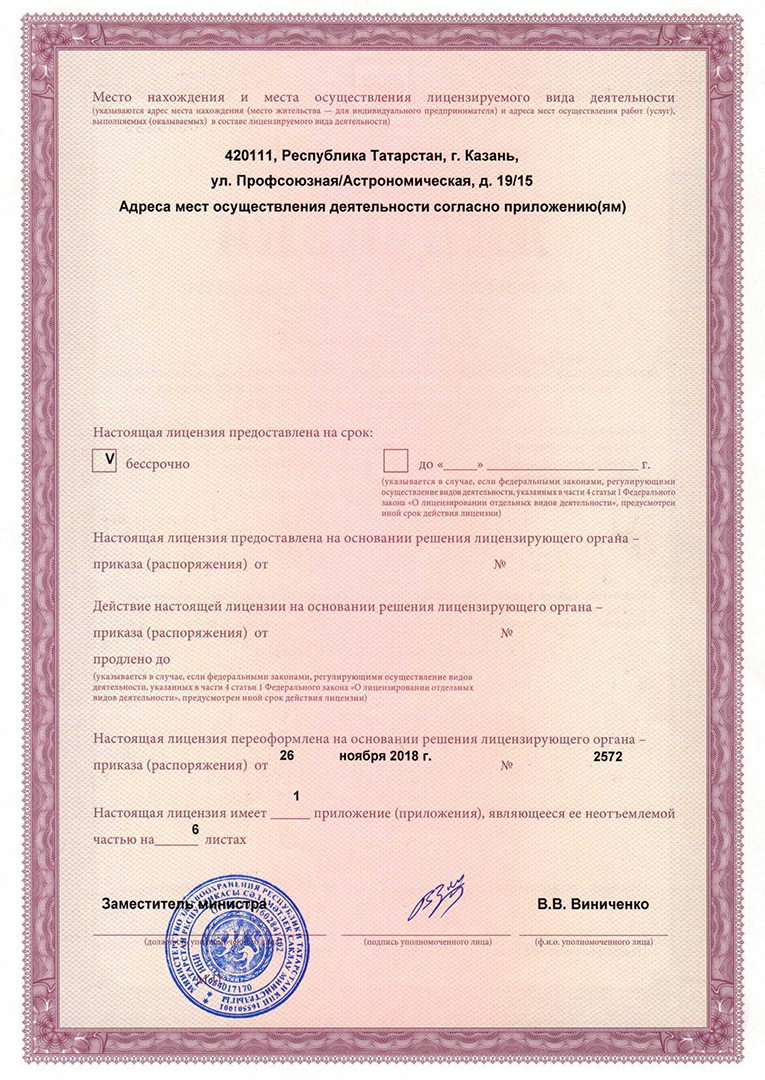 Место нахождения и места осуществления лицензируемого вида деятельности
(указываются адрес места нахождения (место жительства — для индивидуального предпринимателя) и адреса мест осуществления работ (услуг),
выполняемых (оказываемых) в составе лицензируемого вида деятельности)
420111, Республика Татарстан, г. Казань,
ул. Профсоюзная/Астрономическая, д. 19/15
Адреса мест осуществления деятельности согласно приложению(ям)
Настоящая лицензия предоставлена на срок:
V бессрочно
до «_____» _______________ ______ г.
(указывается в случае, если федеральными законами, регулирующими
осуществление видов деятельности, указанных в части 4 статьи 1 Федерального
закона «О лицензировании отдельных видов деятельности», предусмотрен
иной срок действия лицензии)
Настоящая лицензия предоставлена на основании решения лицензирующего органа –
приказа (распоряжения) от №
Действие настоящей лицензии на основании решения лицензирующего органа –
приказа (распоряжения) от №
продлено до
(указывается в случае, если федеральными законами, регулирующими осуществление видов
деятельности, указанных в части 4 статьи 1 Федерального закона «О лицензировании отдельных
видов деятельности», предусмотрен иной срок действия лицензии)
Настоящая лицензия переоформлена на основании решения лицензирующего органа –
приказа (распоряжения) от 26 ноября 2018 г. № 2572
Настоящая лицензия имеет 1 приложение (приложения), являющееся ее неотъемлемой
частью на 6 листах
Заместитель министра В.В. Виниченко
(подпись уполномоченного лица) (ф.и.о. уполномоченного лица)
МИНИСТЕРСТВО ЗДРАВООХРАНЕНИЯ РЕСПУБЛИКИ ТАТАРСТАН КПП 165501001